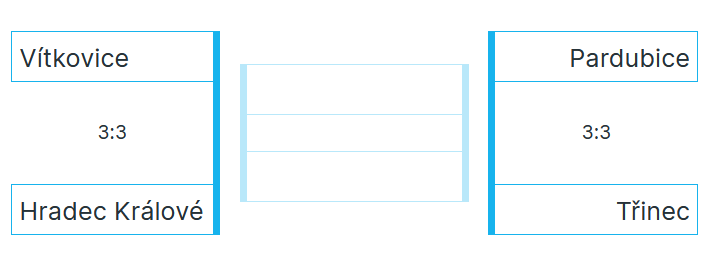 Vítkovice
3:3
Hradec Králové
Pardubice
3:3
Třinec